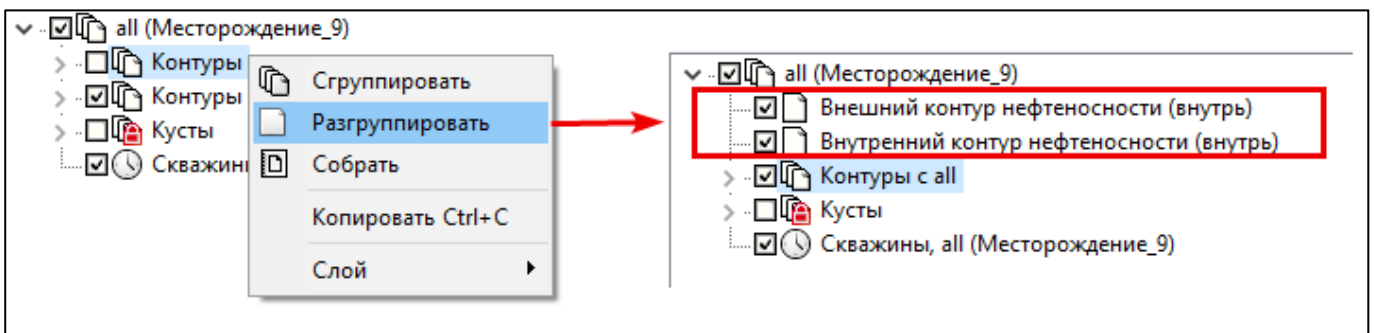 all (Месторождение_9)
Контуры
Контуры
Кусты
Скважины
Сгруппировать
Разгруппировать
Собрать
Копировать Ctrl+C
Слой
all (Месторождение_9)
Внешний контур нефтеносности (внутрь)
Внутренний контур нефтеносности (внутрь)
Контуры с all
Кусты
Скважины, all (Месторождение_9)